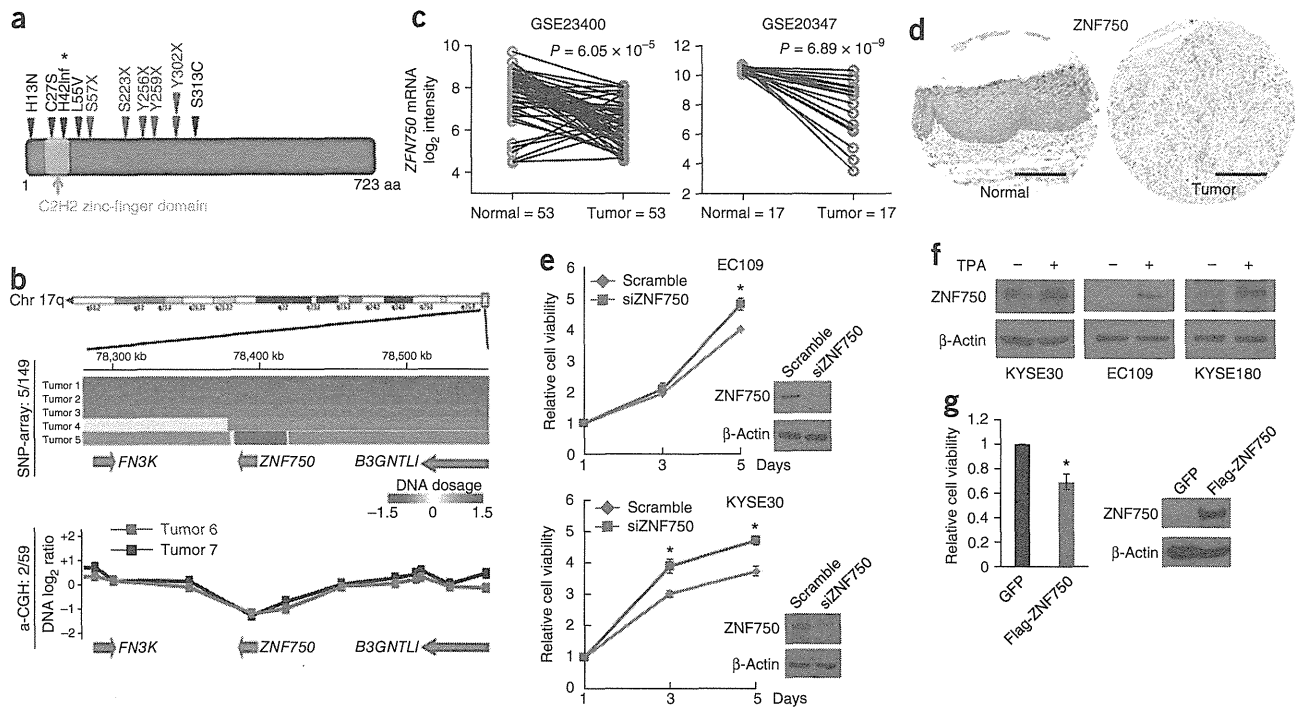 a
H13N
C27S
H42Inf *
L55V
S57X
S223X
Y256X
Y259X
Y302X
S313C
1
723 aa
C2H2 zinc-finger domain
b
Chr 17q
78,300 kb
78,400 kb
78,500 kb
SNP-array: 5/149
Tumor 1
Tumor 2
Tumor 3
Tumor 4
Tumor 5
FN3K
ZNF750
B3GNTLI
DNA dosage
−1.5 0 1.5
a-CGH: 2/59
DNA log2 ratio
+2
+1
0
−1
−2
Tumor 6
Tumor 7
FN3K
ZNF750
B3GNTLI
c
GSE23400
P = 6.05 × 10−5
ZFN750 mRNA
log2 intensity
10
8
6
4
Normal = 53
Tumor = 53
GSE20347
P = 6.89 × 10−9
12
10
8
6
4
2
Normal = 17
Tumor = 17
d
ZNF750
Normal
Tumor
e
EC109
Scramble
siZNF750
Relative cell viability
6
5
4
3
2
1
0
*
1 3 5 Days
Scramble
siZNF750
ZNF750
β-Actin
KYSE30
Scramble
siZNF750
Relative cell viability
6
5
4
3
2
1
0
*
*
1 3 5 Days
Scramble
siZNF750
ZNF750
β-Actin
f
TPA − + − + − +
ZNF750
β-Actin
KYSE30
EC109
KYSE180
g
Relative cell viability
1.2
1.0
0.8
0.6
0.4
0.2
0
*
GFP
Flag-ZNF750
GFP
Flag-ZNF750
ZNF750
β-Actin